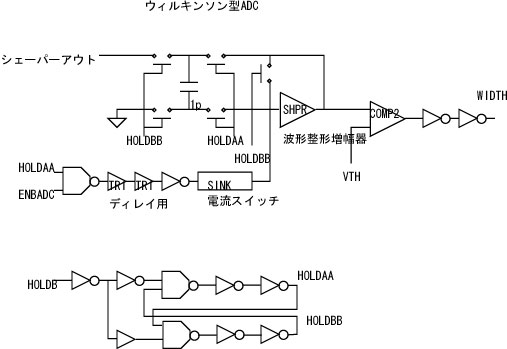 ウィルキンソン型ADC
シェーパーアウト
1p
SHPR
COMP2
WIDTH
HOLDBB
HOLDAA
波形整形増幅器
HOLDBB
HOLDAA
VTH
TRI
TRI
SINK
ENBADC
ディレイ用
電流スイッチ
HOLDAA
HOLDB
HOLDBB